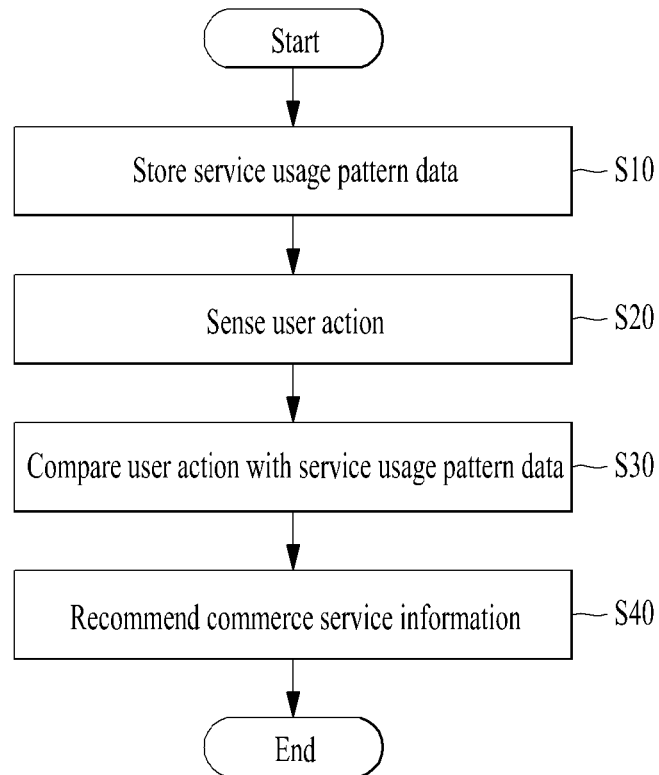 Start
Store service usage pattern data
S10
Sense user action
S20
Compare user action with service usage pattern data
S30
Recommend commerce service information
S40
End